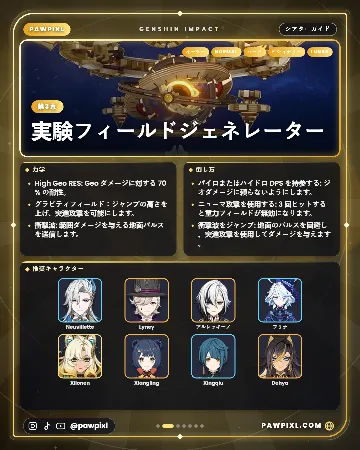 PAWPIXL
GENSHIN IMPACT
シアター ガイド
第3点
実験フィールドジェネレーター
力学
High Geo RES: Geo ダメージに対する 70
% の耐性。
グラビティフィールド：ジャンプの高さを
上げ、突進攻撃を可能にします。
衝撃波: 範囲ダメージを与える地面パルス
を送信します。
倒し方
パイロまたはハイドロ DPS を持参する: ジ
オダメージに頼らないようにします。
ニューマ攻撃を使用する: 3 回ヒットする
と重力フィールドが無効になります。
衝撃波をジャンプ: 地面のパルスを回避し
、突進攻撃を使用してダメージを与えます
。
推奨キャラクター
Neuvillette
Lyney
アルレッキーノ
フリナ
Xilonen
Xiangling
Xingqiu
Dehya
@pawpixl
PAWPIXL.COM